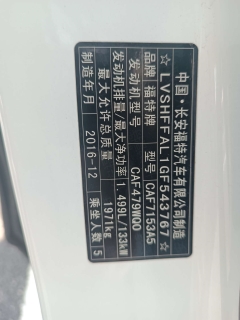 中国·长安福特汽车有限公司制造
★LVSHFFAL1GF543767★
品牌 福特牌 型号 CAF7153A5
发动机型号 CAF479WQ0
发动机排量/最大净功率 1.499L/133kW
最大允许总质量 1971kg
制造年月 2016-12 乘坐人数 5